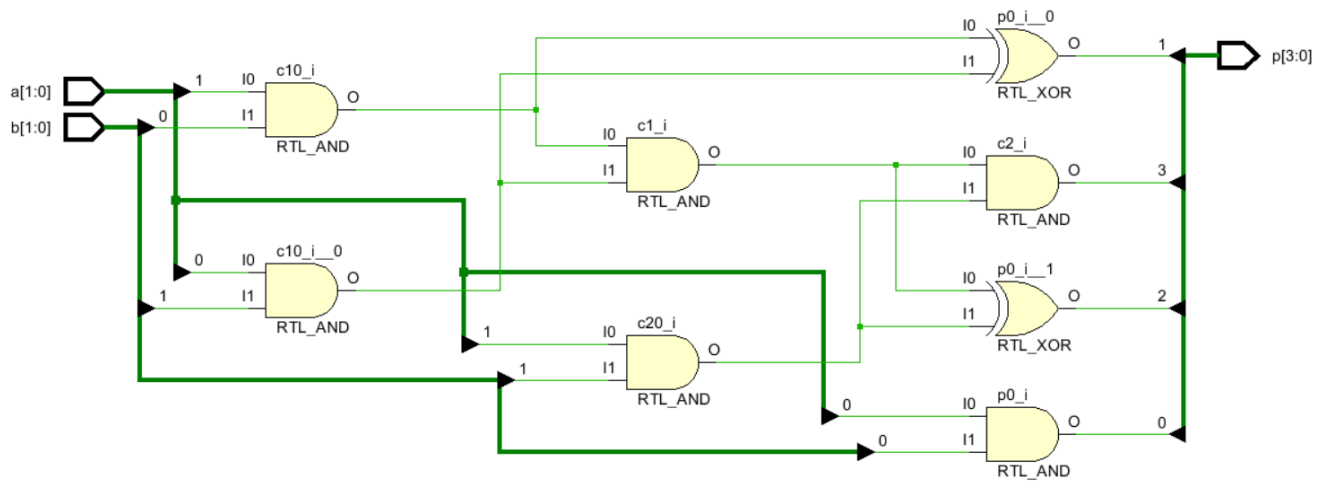 p0_i__0
I0
O
1
I1
p[3:0]
RTL_XOR
c10_i
a[1:0]
1
I0
O
b[1:0]
0
I1
RTL_AND
c1_i
I0
O
I1
RTL_AND
c2_i
I0
O
3
I1
RTL_AND
c10_i__0
0
I0
O
1
I1
RTL_AND
p0_i__1
I0
O
2
I1
RTL_XOR
c20_i
1
I0
O
1
I1
RTL_AND
p0_i
0
I0
O
0
0
I1
RTL_AND